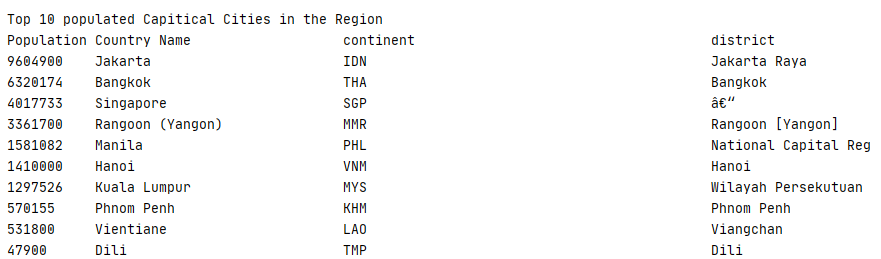 Top 10 populated Capitical Cities in the Region
Population Country Name continent district
9604900 Jakarta IDN Jakarta Raya
6320174 Bangkok THA Bangkok
4017733 Singapore SGP â€“
3361700 Rangoon (Yangon) MMR Rangoon [Yangon]
1581082 Manila PHL National Capital Reg
1410000 Hanoi VNM Hanoi
1297526 Kuala Lumpur MYS Wilayah Persekutuan
570155 Phnom Penh KHM Phnom Penh
531800 Vientiane LAO Viangchan
47900 Dili TMP Dili